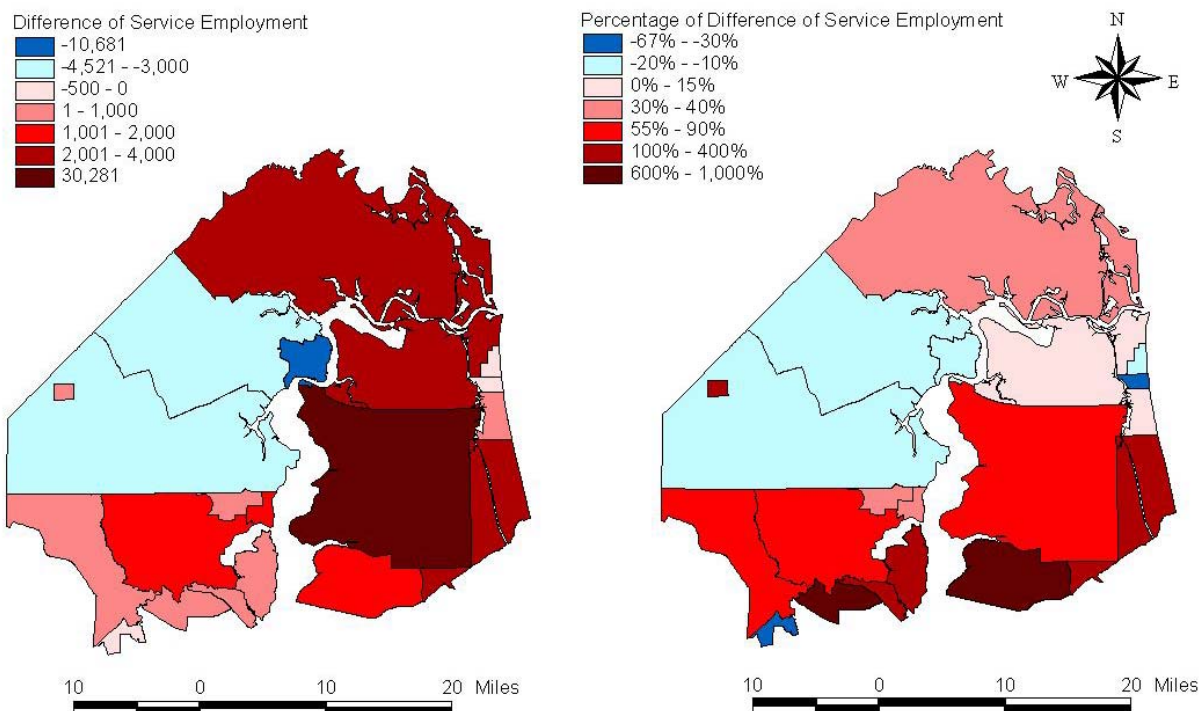 Difference of Service Employment
-10,681
-4,521 - -3,000
-500 - 0
1 - 1,000
1,001 - 2,000
2,001 - 4,000
30,281
Percentage of Difference of Service Employment
-67% - -30%
-20% - -10%
0% - 15%
30% - 40%
55% - 90%
100% - 400%
600% - 1,000%
N
W E
S
10 0 10 20 Miles
10 0 10 20 Miles